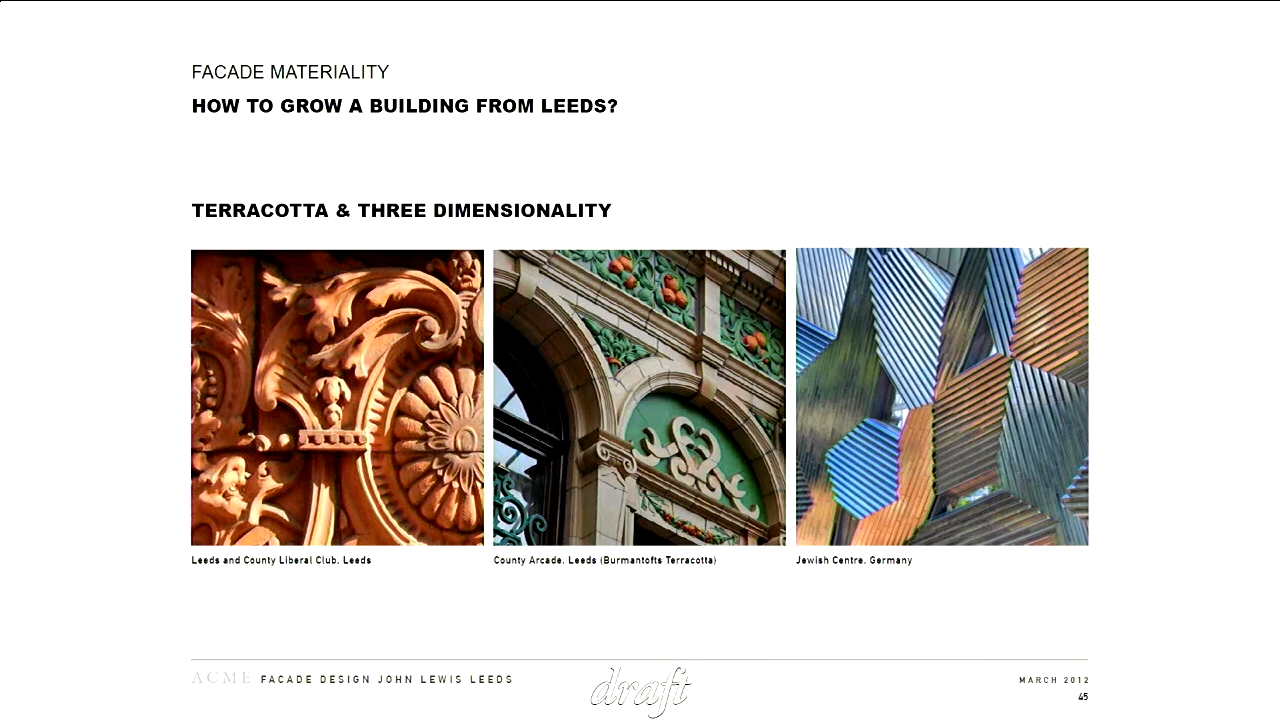 FACADE MATERIALITY
HOW TO GROW A BUILDING FROM LEEDS?
TERRACOTTA & THREE DIMENSIONALITY
Leeds and County Liberal Club, Leeds
County Arcade, Leeds (Burmantofts Terracotta)
Jewish Centre, Germany
ACME FACADE DESIGN JOHN LEWIS LEEDS
draft
MARCH 2012
45